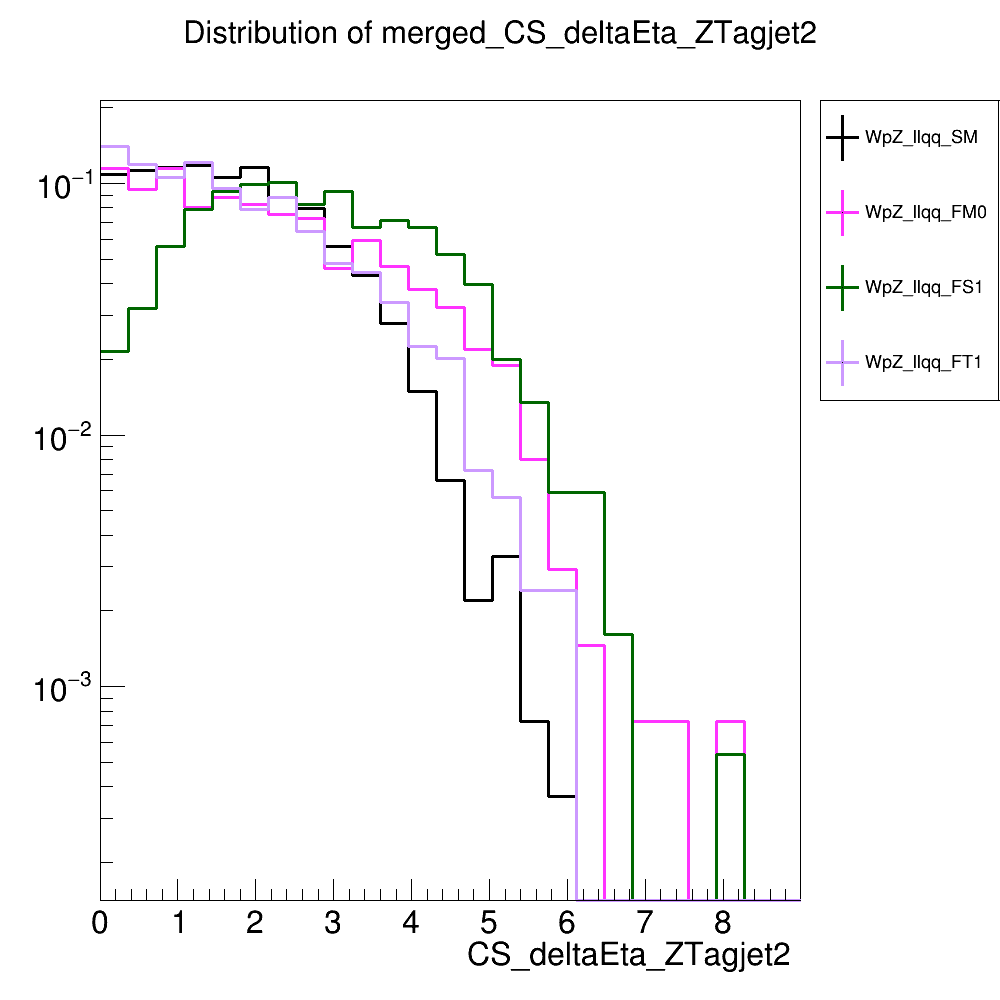 Distribution of merged_CS_deltaEta_ZTagjet2
WpZ_llqq_SM
WpZ_llqq_FM0
WpZ_llqq_FS1
WpZ_llqq_FT1
10⁻¹
10⁻²
10⁻³
0 1 2 3 4 5 6 7 8
CS_deltaEta_ZTagjet2